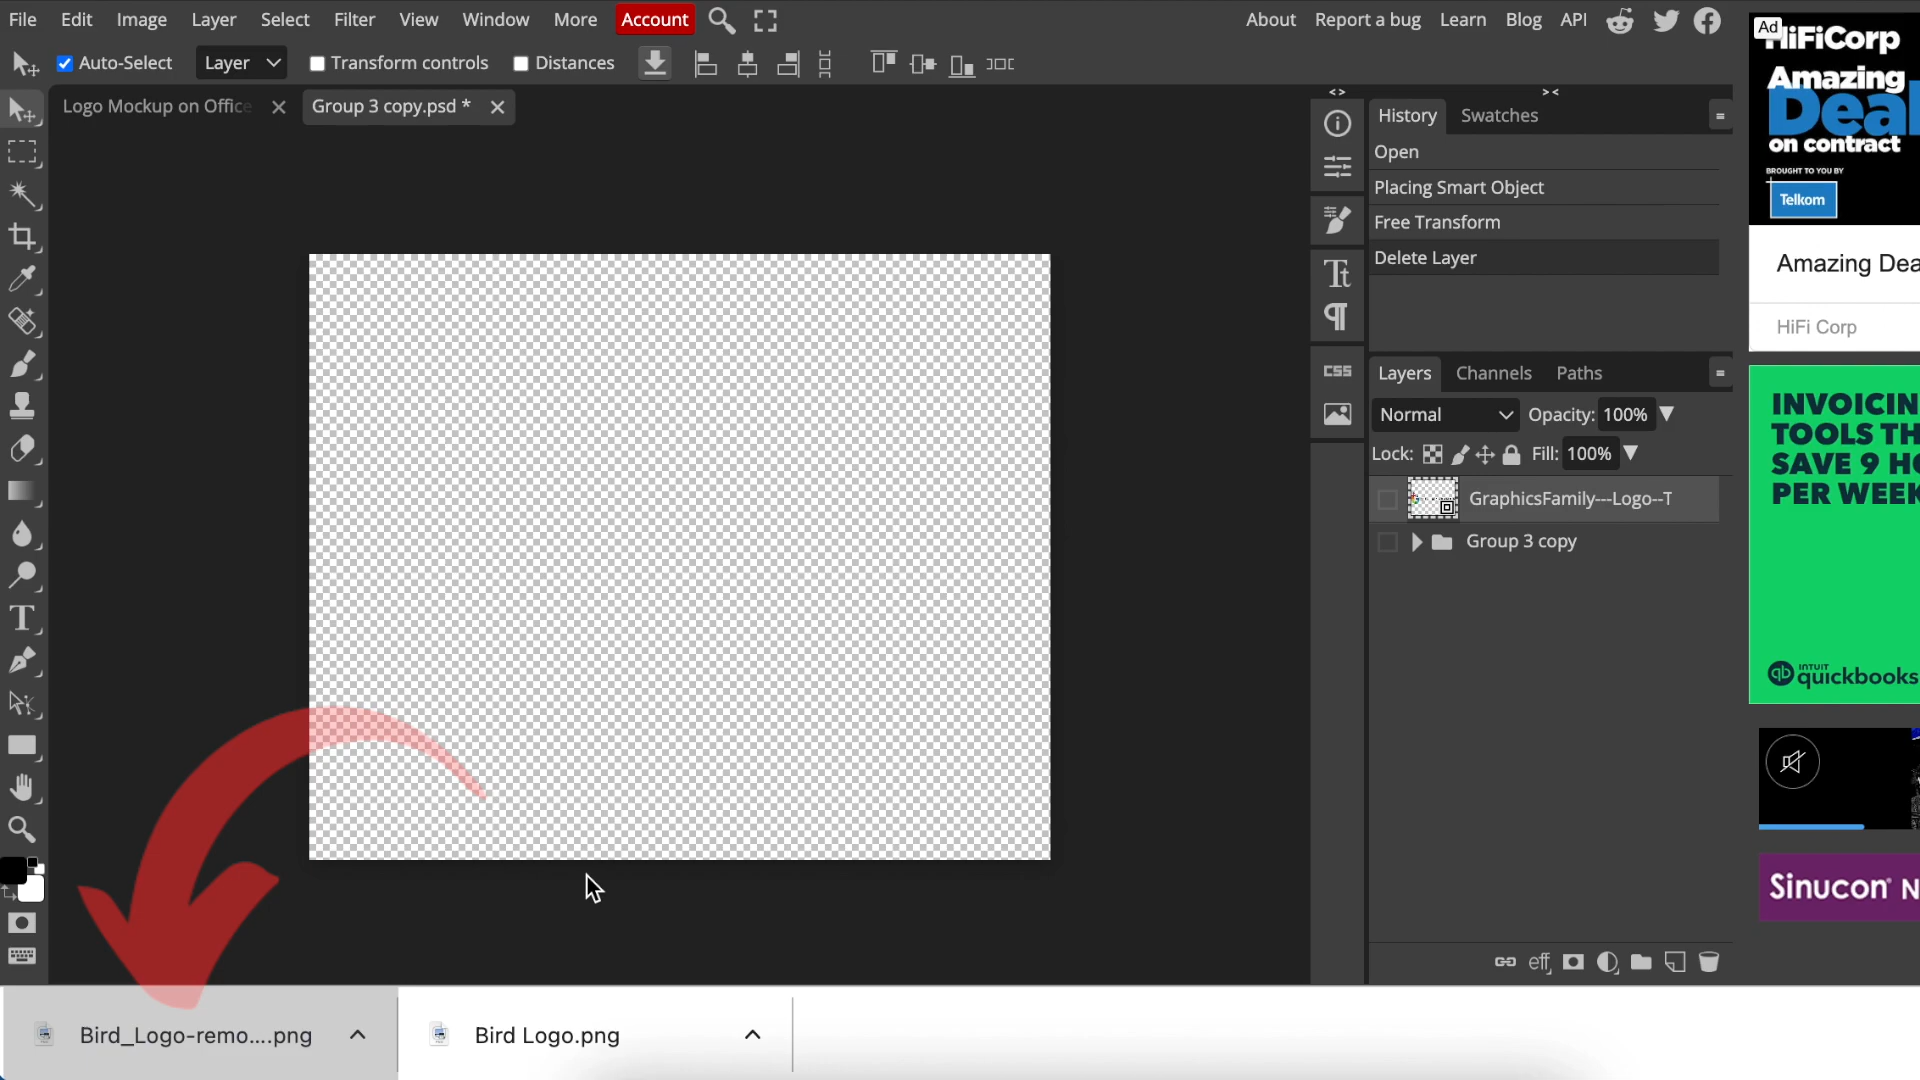 File Edit Image Layer Select Filter View Window More Account About Report a bug Learn Blog API
Auto-Select Layer Transform controls Distances
Logo Mockup on Office
Group 3 copy.psd *
History Swatches
Open
Placing Smart Object
Free Transform
Delete Layer
CSS
Layers Channels Paths
Normal Opacity: 100%
Lock: Fill: 100%
GraphicsFamily---Logo--T
Group 3 copy
eff
Ad
HiFiCorp
Amazing
Deal
on contract
BROUGHT TO YOU BY
Telkom
Amazing Dea
HiFi Corp
INVOICIN
TOOLS TH
SAVE 9 HO
PER WEEK
INTUIT
quickbooks
Sinucon® N
Bird_Logo-remo....png
Bird Logo.png